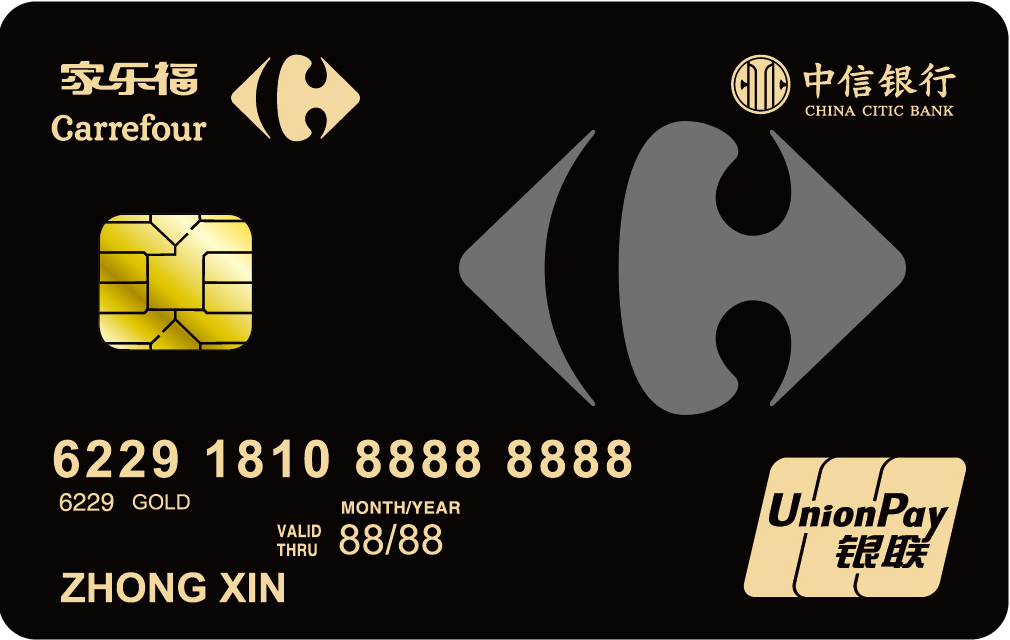 家乐福
Carrefour
中信银行
CHINA CITIC BANK
6229 1810 8888 8888
6229 GOLD
MONTH/YEAR
VALID THRU 88/88
ZHONG XIN
UnionPay
银联